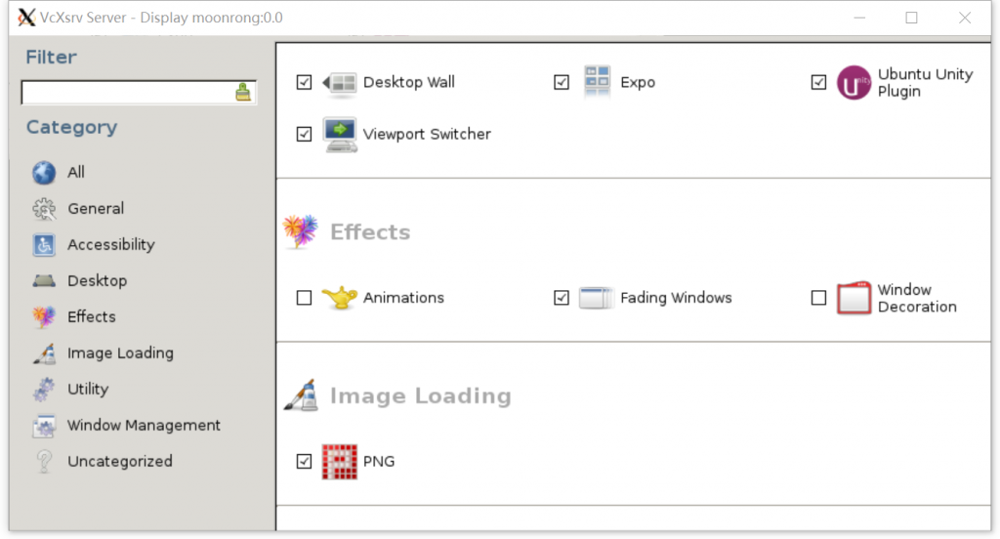 VcXsrv Server - Display moonrong:0.0
Filter
Category
All
General
Accessibility
Desktop
Effects
Image Loading
Utility
Window Management
Uncategorized
Desktop Wall
Expo
Unity
Ubuntu Unity
Plugin
Viewport Switcher
Effects
Animations
Fading Windows
Window
Decoration
Image Loading
PNG